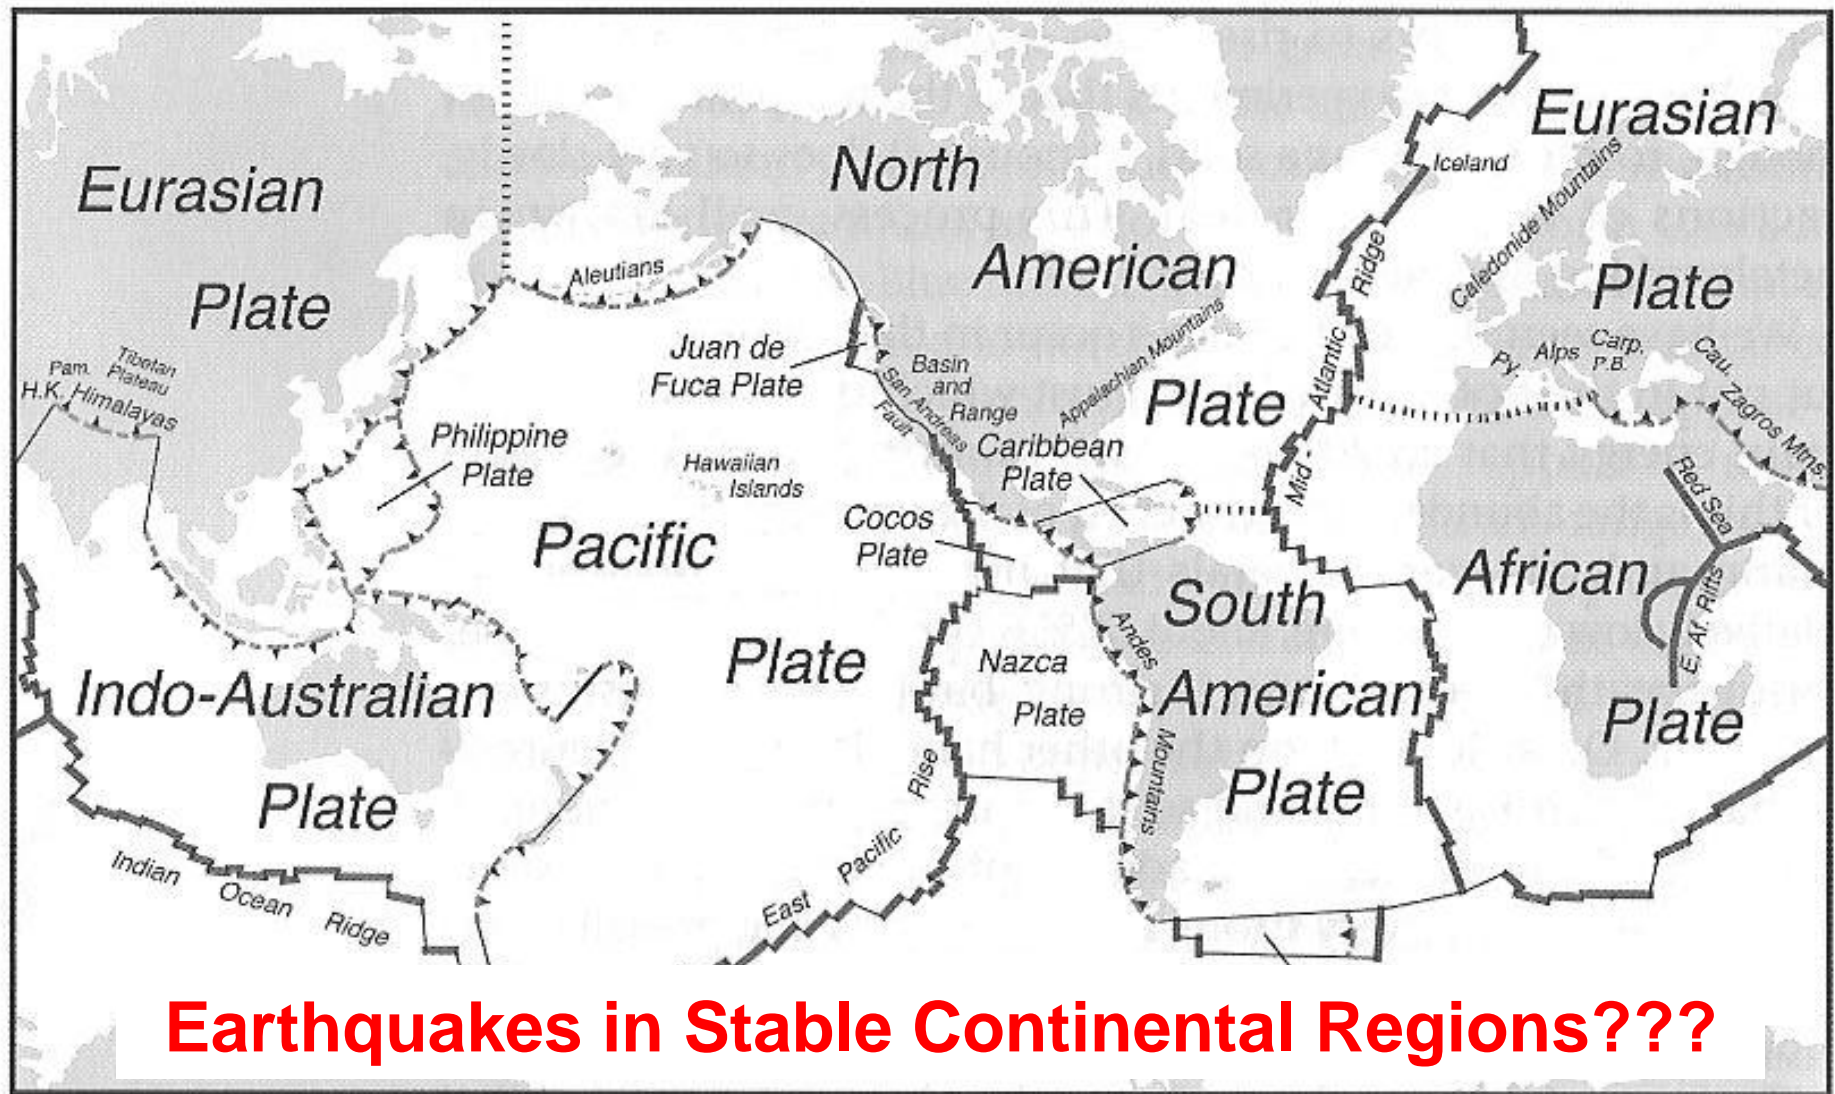 Eurasian
Plate
North
American
Plate
Eurasian
Plate
Iceland
Caledonide Mountains
Mid - Atlantic Ridge
Aleutians
Juan de
Fuca Plate
Basin
and
Range
San Andreas
Fault
Appalachian Mountains
Py.
Alps
Carp.
P.B.
Cau.
Zagros Mtns.
Pam.
Tibetan
Plateau
H.K.
Himalayas
Philippine
Plate
Hawaiian
Islands
Caribbean
Plate
Cocos
Plate
Pacific
Plate
Red Sea
African
Plate
E. Af. Rifts
South
American
Plate
Andes
Mountains
Nazca
Plate
Indo-Australian
Plate
Indian Ocean Ridge
East Pacific Rise
Earthquakes in Stable Continental Regions???